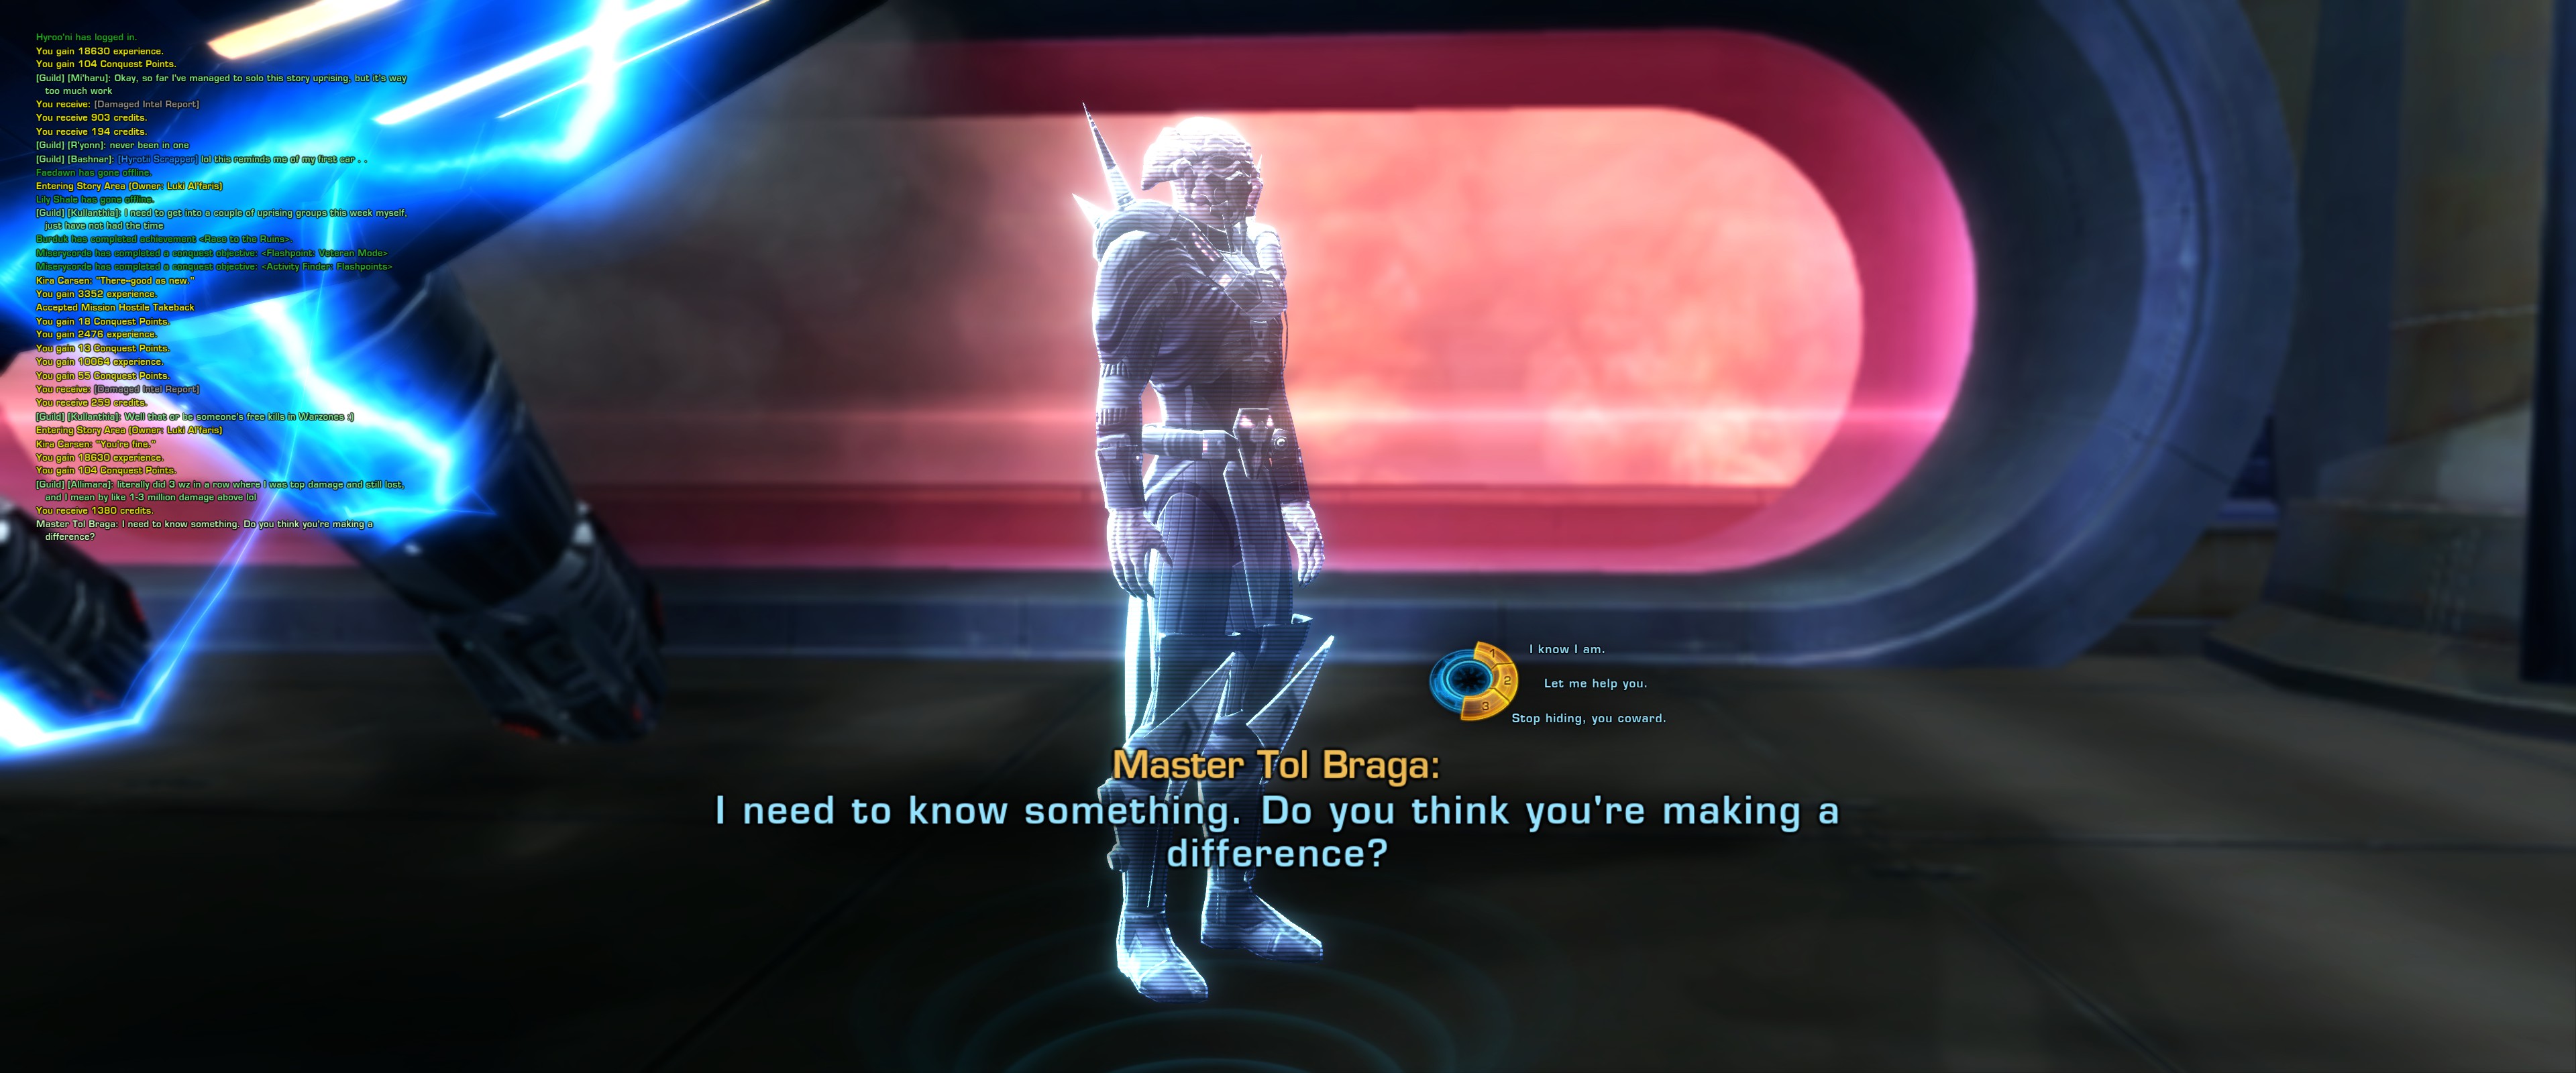 Hyroo'ni has logged in.
You gain 18630 experience.
You gain 104 Conquest Points.
[Guild] [Mi'haru]: Okay, so far I've managed to solo this story uprising, but it's way
too much work
You receive: [Damaged Intel Report]
You receive 903 credits.
You receive 194 credits.
[Guild] [R'yonn]: never been in one
[Guild] [Bashnar]: [Hyrotii Scrapper] lol this reminds me of my first car . .
Faedawn has gone offline.
Entering Story Area (Owner: Luki Al'faris)
Lily Shale has gone offline.
[Guild] [Kullanthia]: I need to get into a couple of uprising groups this week myself,
just have not had the time
Burduk has completed achievement <Race to the Ruins>.
Miserycorde has completed a conquest objective: <Flashpoint: Veteran Mode>
Miserycorde has completed a conquest objective: <Activity Finder: Flashpoints>
Kira Carsen: "There–good as new."
You gain 3352 experience.
Accepted Mission Hostile Takeback
You gain 18 Conquest Points.
You gain 2476 experience.
You gain 13 Conquest Points.
You gain 10064 experience.
You gain 55 Conquest Points.
You receive: [Damaged Intel Report]
You receive 259 credits.
[Guild] [Kullanthia]: Well that or be someone's free kills in Warzones :)
Entering Story Area (Owner: Luki Al'faris)
Kira Carsen: "You're fine."
You gain 18630 experience.
You gain 104 Conquest Points.
[Guild] [Allimara]: literally did 3 wz in a row where I was top damage and still lost,
and I mean by like 1-3 million damage above lol
You receive 1380 credits.
Master Tol Braga: I need to know something. Do you think you're making a
difference?
1 I know I am.
2 Let me help you.
3 Stop hiding, you coward.
Master Tol Braga:
I need to know something. Do you think you're making a
difference?